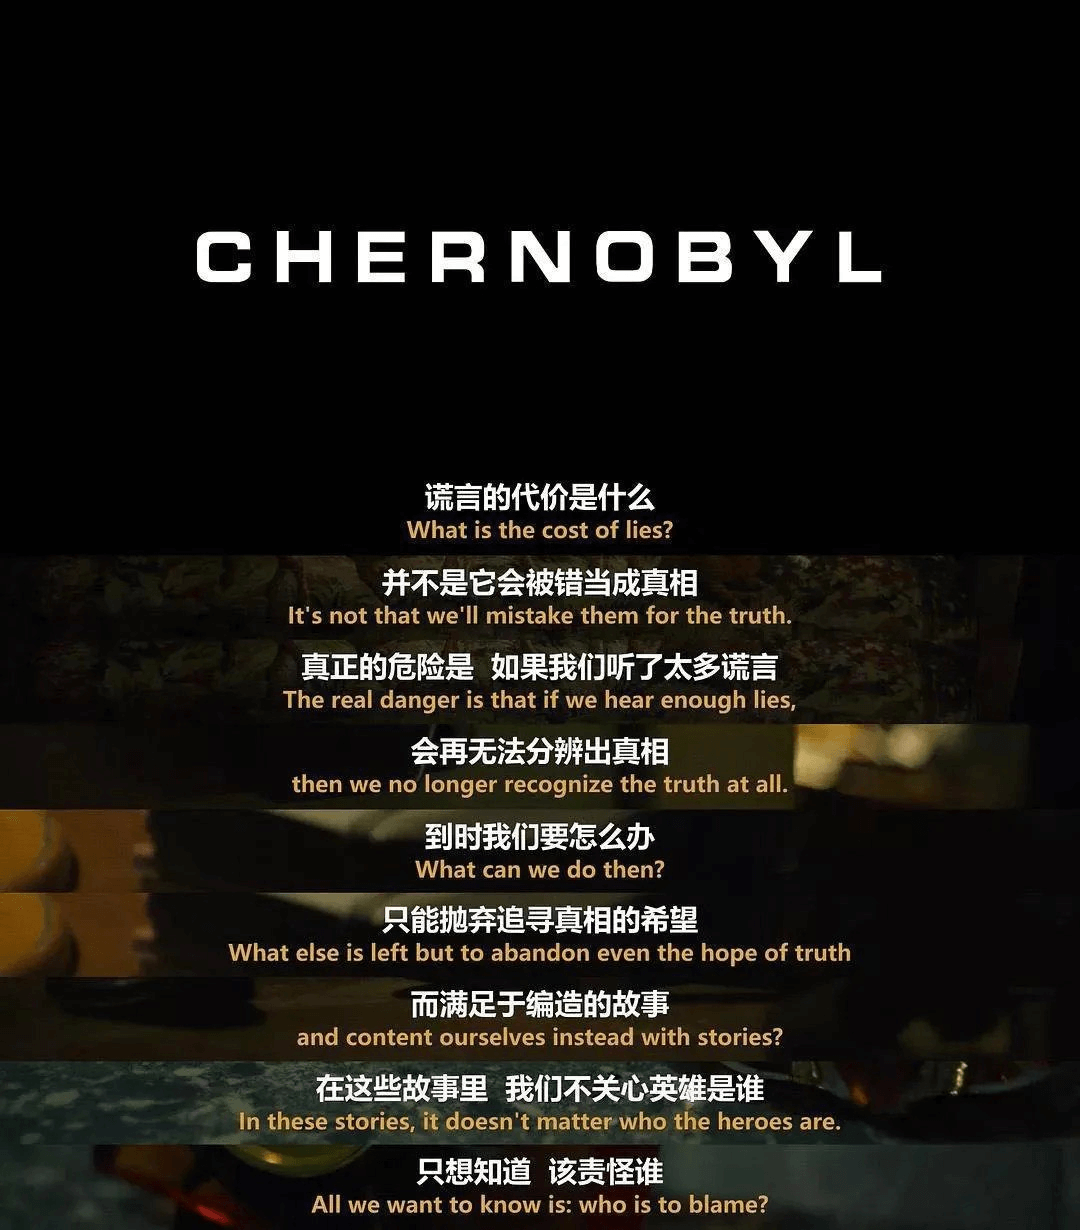 CHERNOBYL
谎言的代价是什么
What is the cost of lies?
并不是它会被错当成真相
It's not that we'll mistake them for the truth.
真正的危险是 如果我们听了太多谎言
The real danger is that if we hear enough lies,
会再无法分辨出真相
then we no longer recognize the truth at all.
到时我们要怎么办
What can we do then?
只能抛弃追寻真相的希望
What else is left but to abandon even the hope of truth
而满足于编造的故事
and content ourselves instead with stories?
在这些故事里 我们不关心英雄是谁
In these stories, it doesn't matter who the heroes are.
只想知道 该责怪谁
All we want to know is: who is to blame?